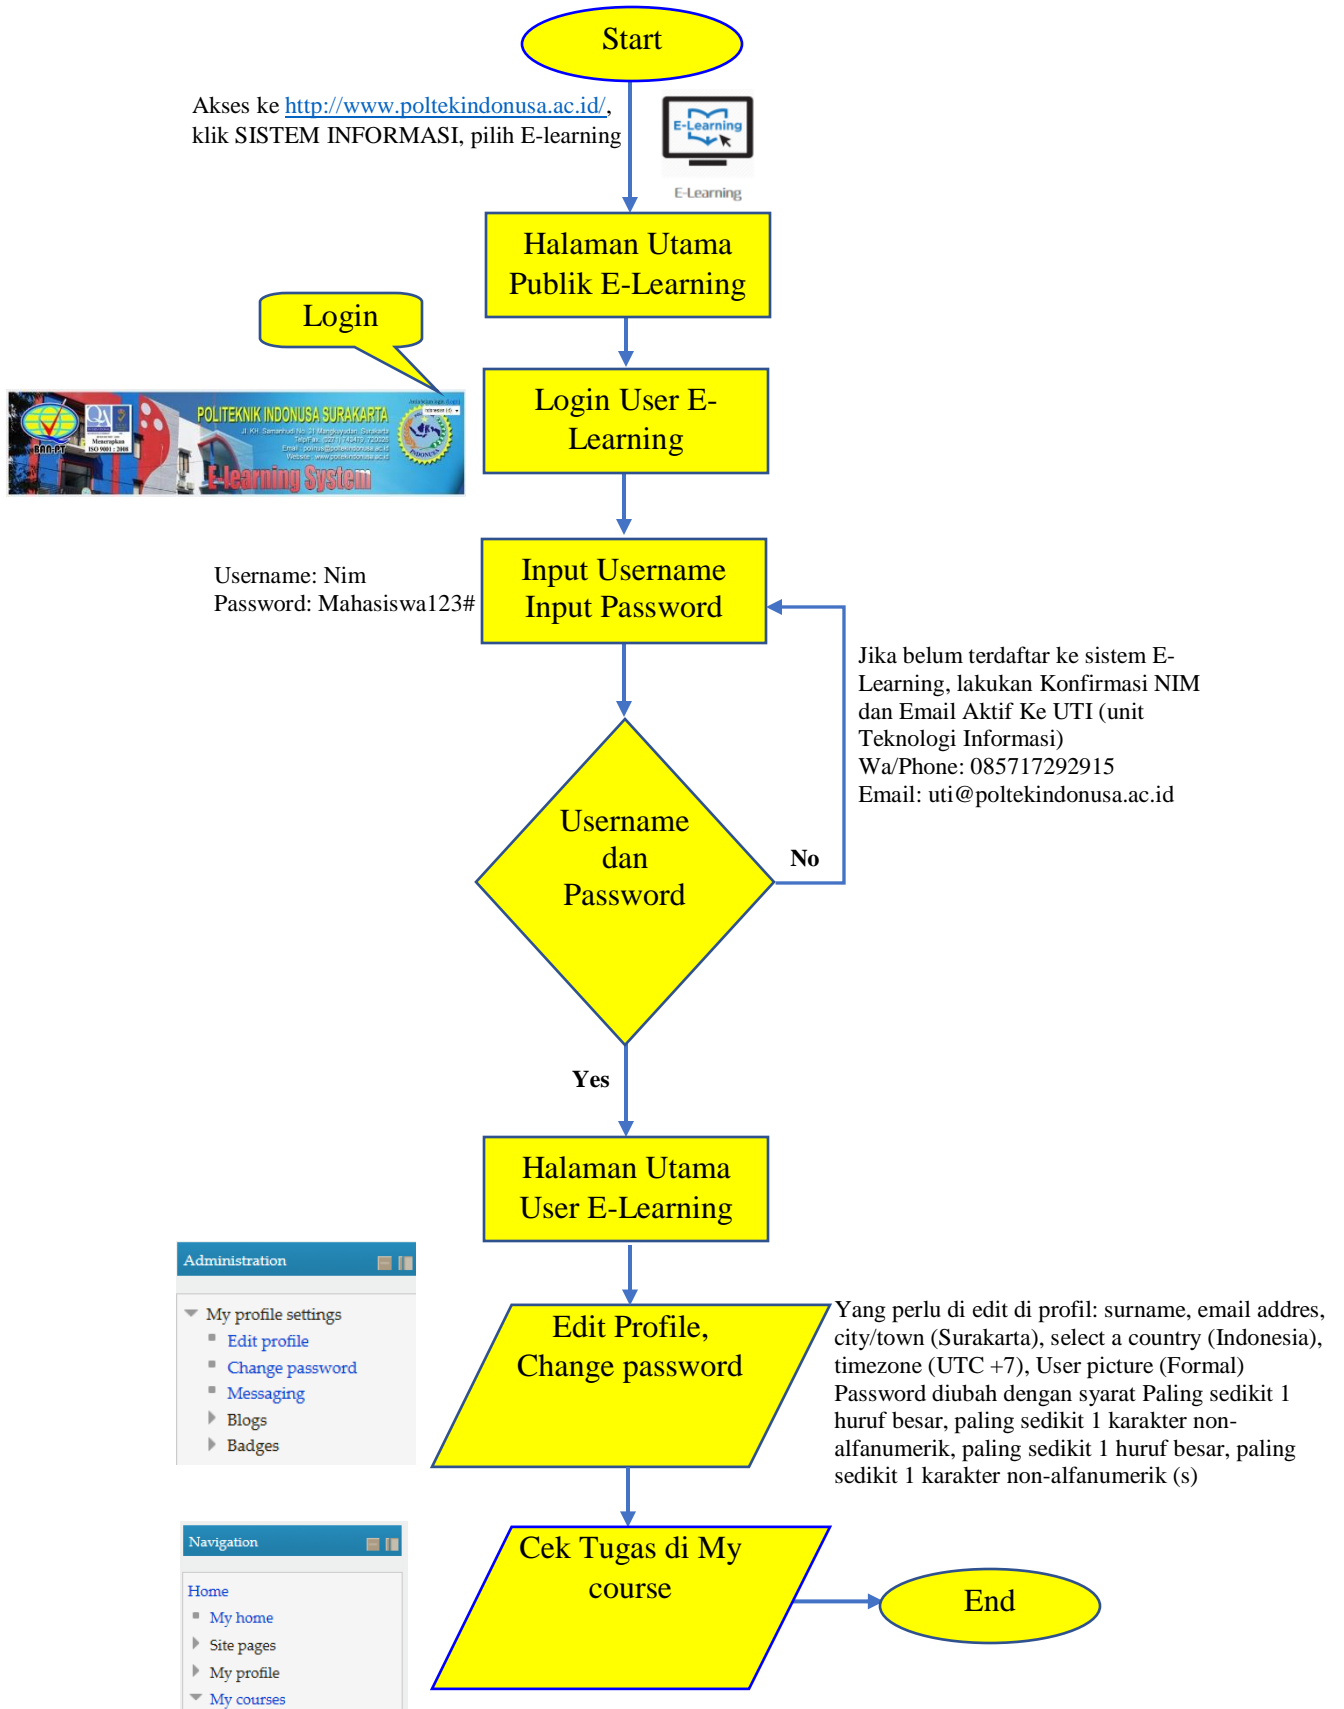 Start
Akses ke http://www.poltekindonusa.ac.id/,
klik SISTEM INFORMASI, pilih E-learning
E-Learning
E-Learning
Halaman Utama
Publik E-Learning
Login
Login User E-
Learning
POLITEKNIK INDONUSA SURAKARTA
BAN-PT
Menerapkan
ISO 9001 : 2008
INDONUSA
E-learning System
Input Username
Input Password
Username: Nim
Password: Mahasiswa123#
Jika belum terdaftar ke sistem E-
Learning, lakukan Konfirmasi NIM
dan Email Aktif Ke UTI (unit
Teknologi Informasi)
Wa/Phone: 085717292915
Email: uti@poltekindonusa.ac.id
Username
dan
Password
No
Yes
Halaman Utama
User E-Learning
Administration
My profile settings
Edit profile
Change password
Messaging
Blogs
Badges
Edit Profile,
Change password
Yang perlu di edit di profil: surname, email addres,
city/town (Surakarta), select a country (Indonesia),
timezone (UTC +7), User picture (Formal)
Password diubah dengan syarat Paling sedikit 1
huruf besar, paling sedikit 1 karakter non-
alfanumerik, paling sedikit 1 huruf besar, paling
sedikit 1 karakter non-alfanumerik (s)
Navigation
Home
My home
Site pages
My profile
My courses
Cek Tugas di My
course
End